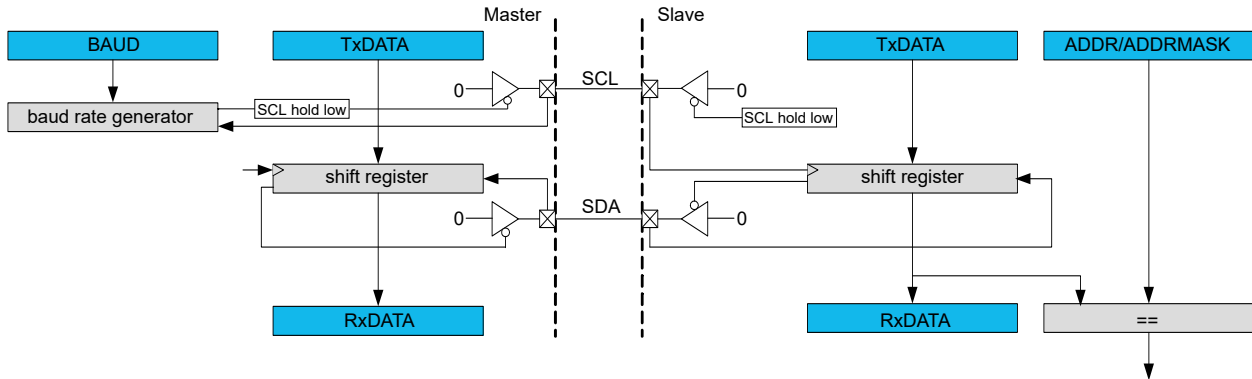 Master
Slave
BAUD
TxDATA
TxDATA
ADDR/ADDRMASK
SCL
0
0
SCL hold low
SCL hold low
baud rate generator
shift register
shift register
SDA
0
0
RxDATA
RxDATA
==